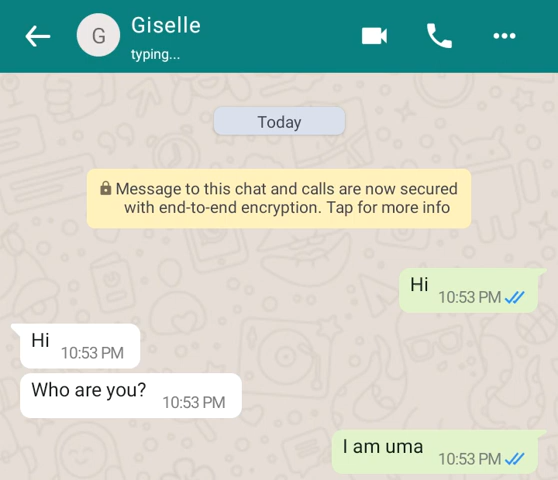 G
Giselle
typing...
Today
Message to this chat and calls are now secured
with end-to-end encryption. Tap for more info
Hi
10:53 PM
Hi
10:53 PM
Who are you?
10:53 PM
I am uma
10:53 PM